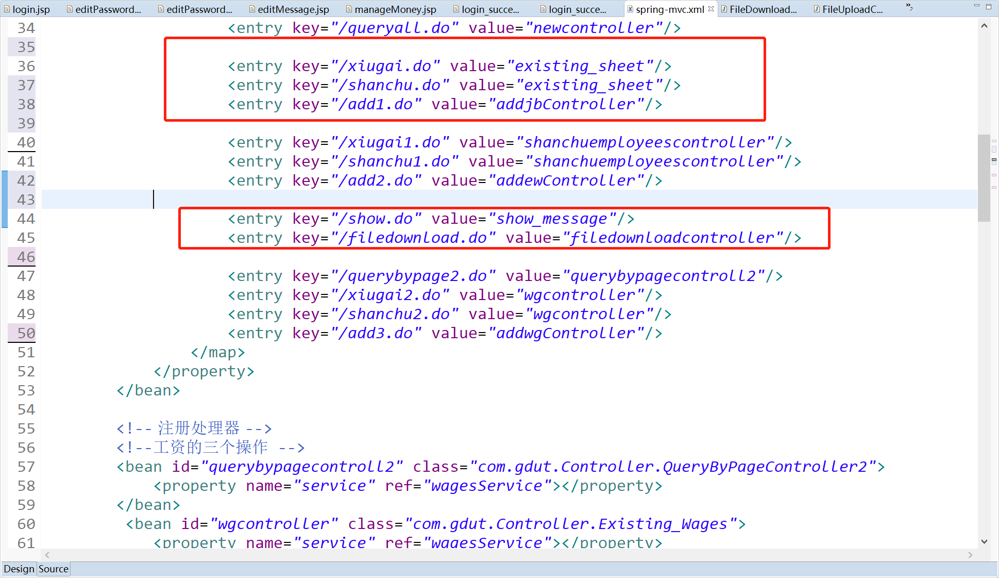 login.jsp editPassword... editPassword... editMessage.jsp manageMoney.jsp login_succe... login_succe... spring-mvc.xml FileDownload... FileUploadC... »2
34 <entry key="/queryall.do" value="newcontroller"/>
35
36 <entry key="/xiugai.do" value="existing_sheet"/>
37 <entry key="/shanchu.do" value="existing_sheet"/>
38 <entry key="/add1.do" value="addjbController"/>
39
40 <entry key="/xiugai1.do" value="shanchuemployeescontroller"/>
41 <entry key="/shanchu1.do" value="shanchuemployeescontroller"/>
42 <entry key="/add2.do" value="addewController"/>
43
44 <entry key="/show.do" value="show_message"/>
45 <entry key="/filedownload.do" value="filedownloadcontroller"/>
46
47 <entry key="/querybypage2.do" value="querybypagecontroll2"/>
48 <entry key="/xiugai2.do" value="wgcontroller"/>
49 <entry key="/shanchu2.do" value="wgcontroller"/>
50 <entry key="/add3.do" value="addwgController"/>
51 </map>
52 </property>
53 </bean>
54
55 <!-- 注册处理器 -->
56 <!--工资的三个操作 -->
57 <bean id="querybypagecontroll2" class="com.gdut.Controller.QueryByPageController2">
58 <property name="service" ref="wagesService"></property>
59 </bean>
60 <bean id="wgcontroller" class="com.gdut.Controller.Existing_Wages">
61 <property name="service" ref="wagesService"></property>
Design Source